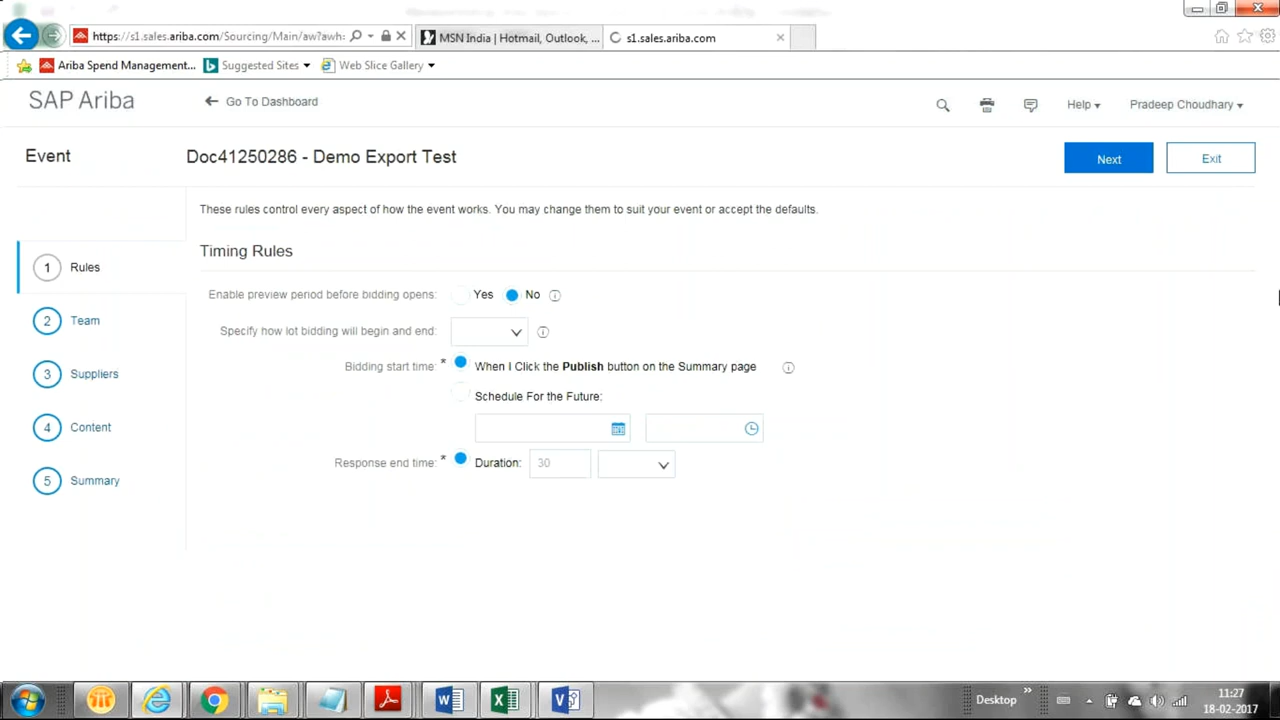 https://s1.sales.ariba.com/Sourcing/Main/aw?awh:
MSN India | Hotmail, Outlook, ...
s1.sales.ariba.com
Ariba Spend Management...
Suggested Sites
Web Slice Gallery
SAP Ariba
Go To Dashboard
Help
Pradeep Choudhary
Event
Doc41250286 - Demo Export Test
Next
Exit
These rules control every aspect of how the event works. You may change them to suit your event or accept the defaults.
Timing Rules
1 Rules
Enable preview period before bidding opens: Yes No
2 Team
Specify how lot bidding will begin and end:
Bidding start time: * When I Click the Publish button on the Summary page
3 Suppliers
Schedule For the Future:
4 Content
Response end time: * Duration: 30
5 Summary
Desktop
11:27
18-02-2017